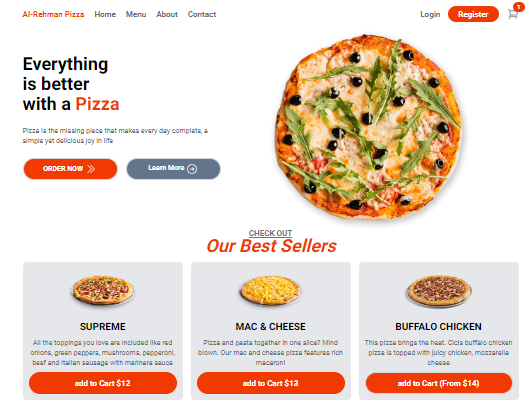 Al-Rehman Pizza Home Menu About Contact Login Register 1
Everything
is better
with a Pizza
Pizza is the missing piece that makes every day complete, a
simple yet delicious joy in life
ORDER NOW Learn More
CHECK OUT
Our Best Sellers
SUPREME
All the toppings you love are included like red
onions, green peppers, mushrooms, pepperoni,
beef and Italian sausage with marinara sauce
add to Cart $12
MAC & CHEESE
Pizza and pasta together in one slice? Mind
blown. Our mac and cheese pizza features rich
macaroni
add to Cart $13
BUFFALO CHICKEN
This pizza brings the heat. Cicis buffalo chicken
pizza is topped with juicy chicken, mozzarella
cheese
add to Cart (From $14)